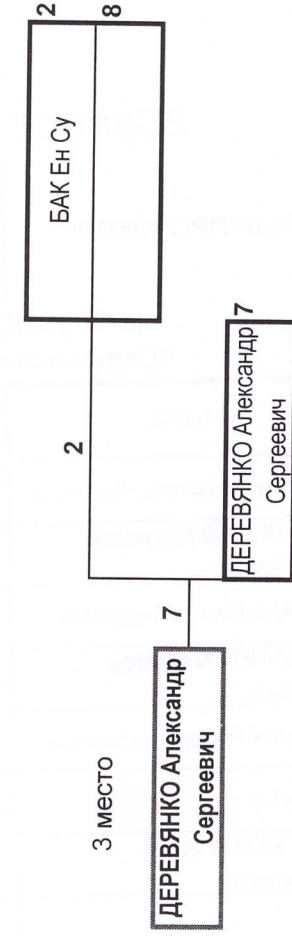 БАК Ен Су
2
8
2
ДЕРЕВЯНКО Александр
Сергеевич
7
7
3 место
ДЕРЕВЯНКО Александр
Сергеевич